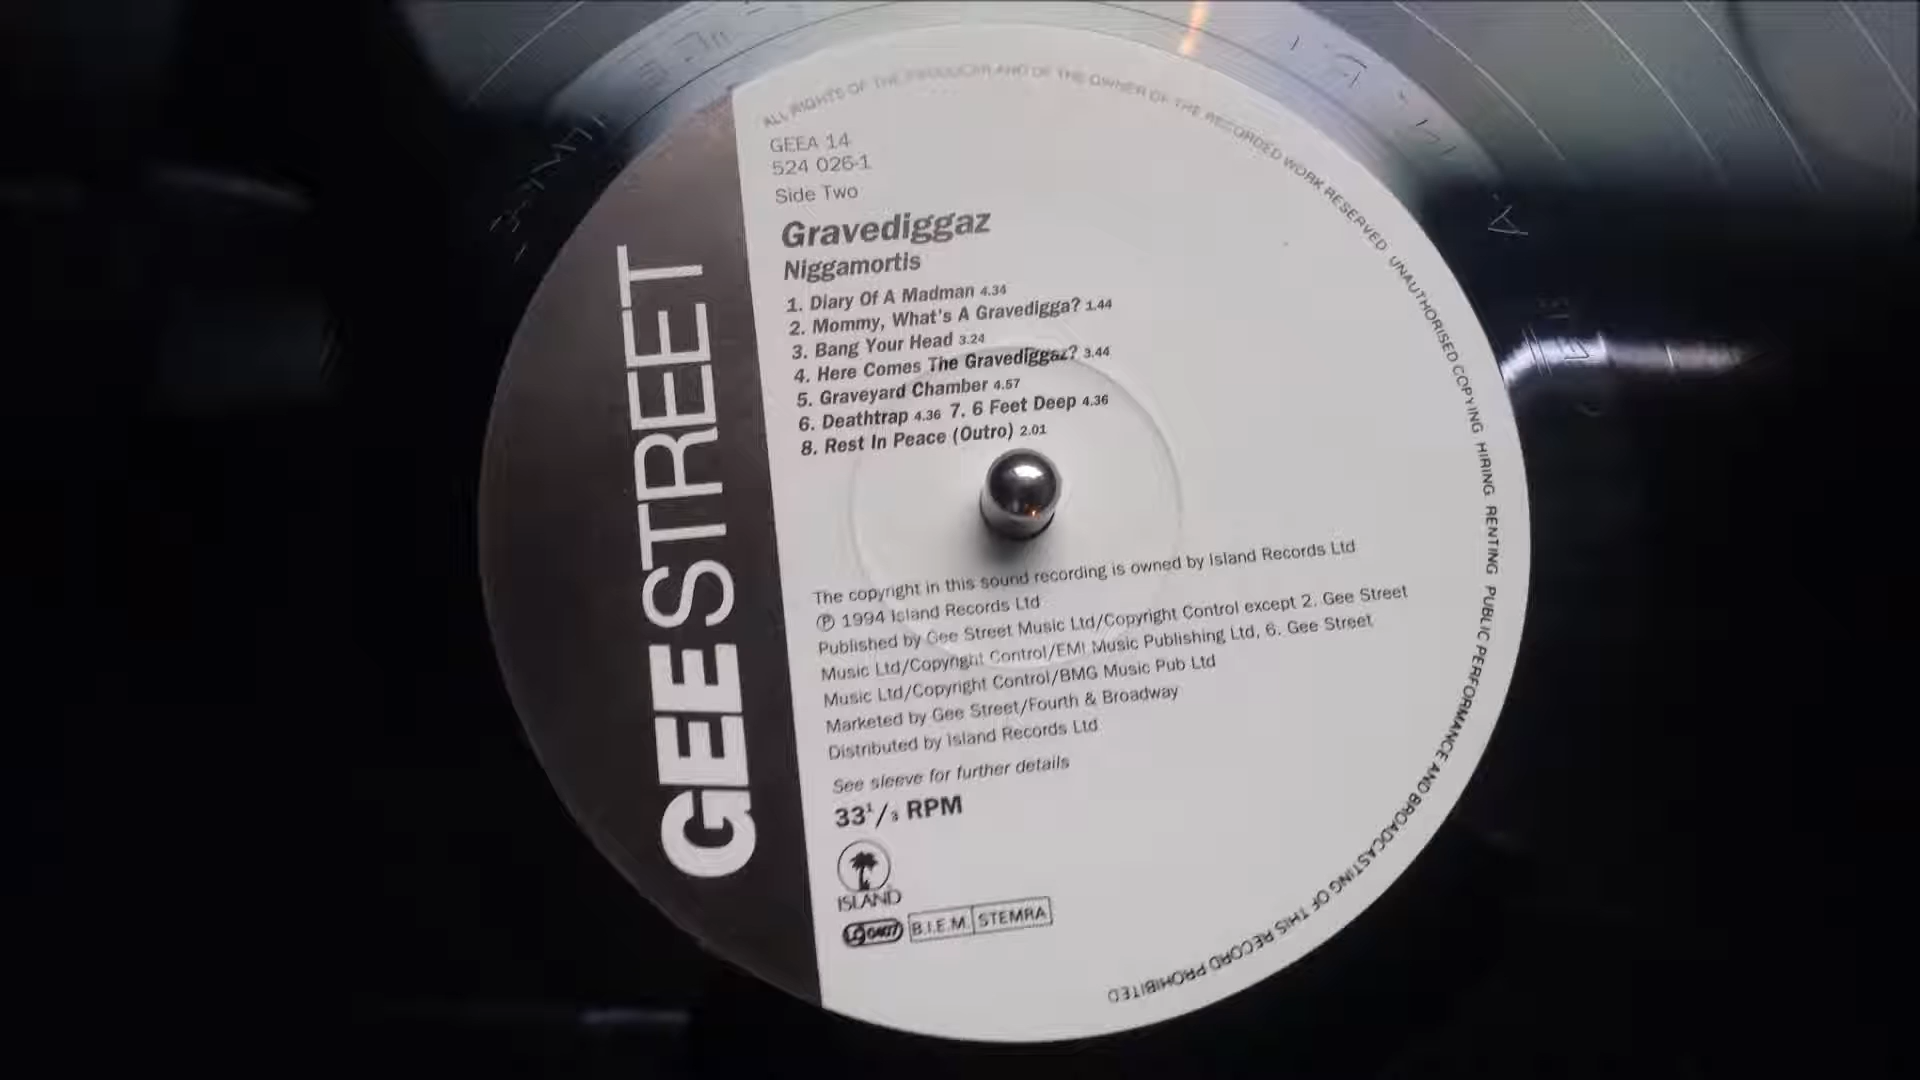 ALL RIGHTS OF THE PRODUCER AND OF THE OWNER OF THE RECORDED WORK RESERVED UNAUTHORISED COPYING HIRING RENTING PUBLIC PERFORMANCE AND BROADCASTING OF THIS RECORD PROHIBITED
GEESTREET
GEEA 14
524 026-1
Side Two
Gravediggaz
Niggamortis
1. Diary Of A Madman 4.34
2. Mommy, What's A Gravedigga? 1.44
3. Bang Your Head 3.24
4. Here Comes The Gravediggaz? 3.44
5. Graveyard Chamber 4.57
6. Deathtrap 4.36 7. 6 Feet Deep 4.36
8. Rest In Peace (Outro) 2.01
The copyright in this sound recording is owned by Island Records Ltd
℗ 1994 Island Records Ltd
Published by Gee Street Music Ltd/Copyright Control except 2. Gee Street
Music Ltd/Copyright Control/EMI Music Publishing Ltd, 6. Gee Street
Music Ltd/Copyright Control/BMG Music Pub Ltd
Marketed by Gee Street/Fourth & Broadway
Distributed by Island Records Ltd
See sleeve for further details
33¹/₃ RPM
ISLAND
B.I.E.M. STEMRA